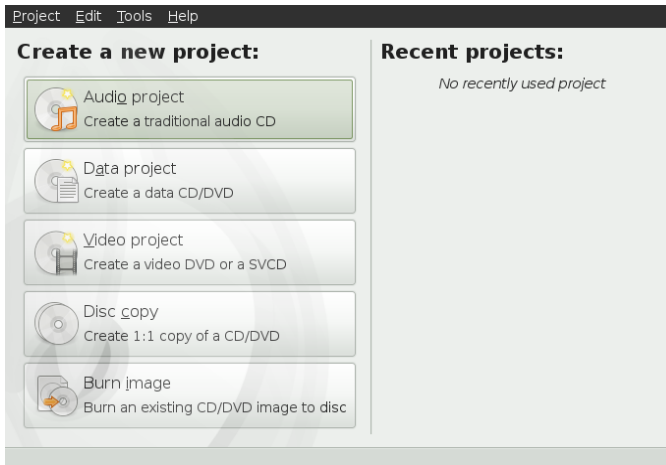 Project Edit Tools Help
Create a new project:
Audio project
Create a traditional audio CD
Data project
Create a data CD/DVD
Video project
Create a video DVD or a SVCD
Disc copy
Create 1:1 copy of a CD/DVD
Burn image
Burn an existing CD/DVD image to disc
Recent projects:
No recently used project